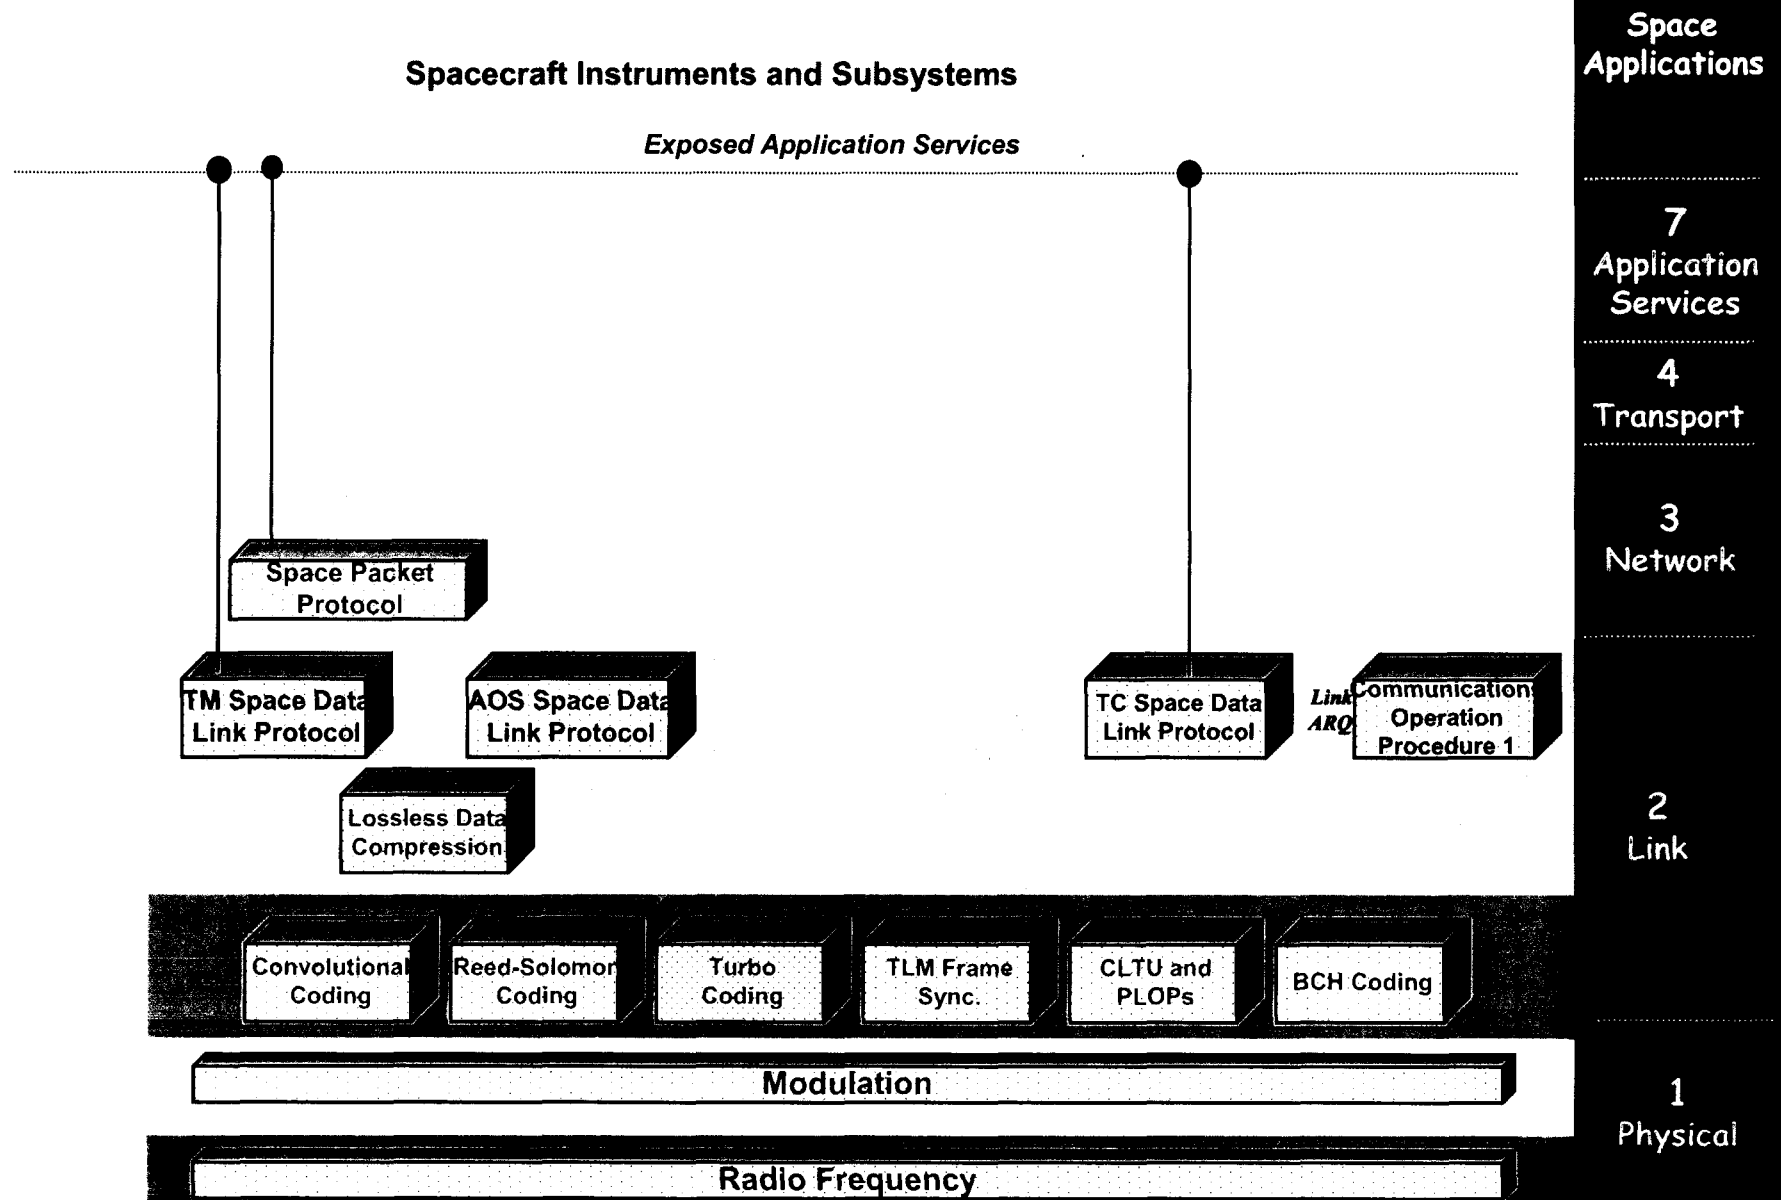 Spacecraft Instruments and Subsystems
Exposed Application Services
Space Packet
Protocol
TM Space Data
Link Protocol
AOS Space Data
Link Protocol
TC Space Data
Link Protocol
Link
ARQ
Communications
Operation
Procedure 1
Lossless Data
Compression
Convolutional
Coding
Reed-Solomon
Coding
Turbo
Coding
TLM Frame
Sync.
CLTU and
PLOPs
BCH Coding
Modulation
Radio Frequency
Space
Applications
7
Application
Services
4
Transport
3
Network
2
Link
1
Physical